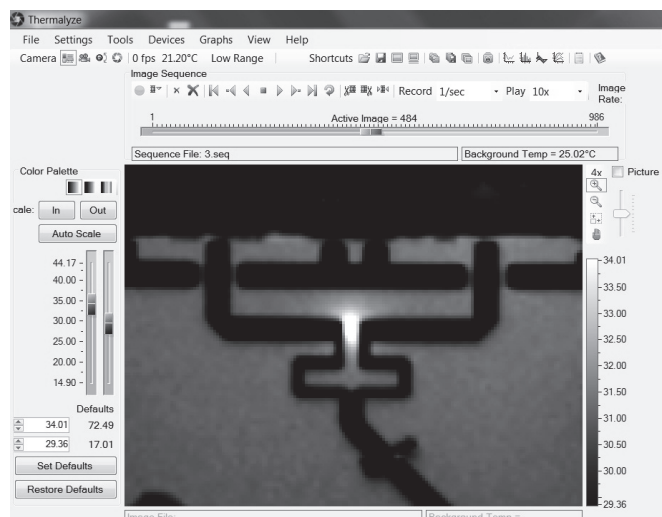 Thermalyze
File Settings Tools Devices Graphs View Help
Camera 0 fps 21.20°C Low Range Shortcuts
Image Sequence
Record 1/sec Play 10x Image Rate:
1 Active Image = 484 986
Sequence File: 3.seq Background Temp = 25.02°C
Color Palette
4x Picture
cale: In Out
Auto Scale
44.17
40.00
35.00
30.00
25.00
20.00
14.90
Defaults
34.01 72.49
29.36 17.01
Set Defaults
Restore Defaults
34.01
33.50
33.00
32.50
32.00
31.50
31.00
30.50
30.00
29.36
Image File: Background Temp =